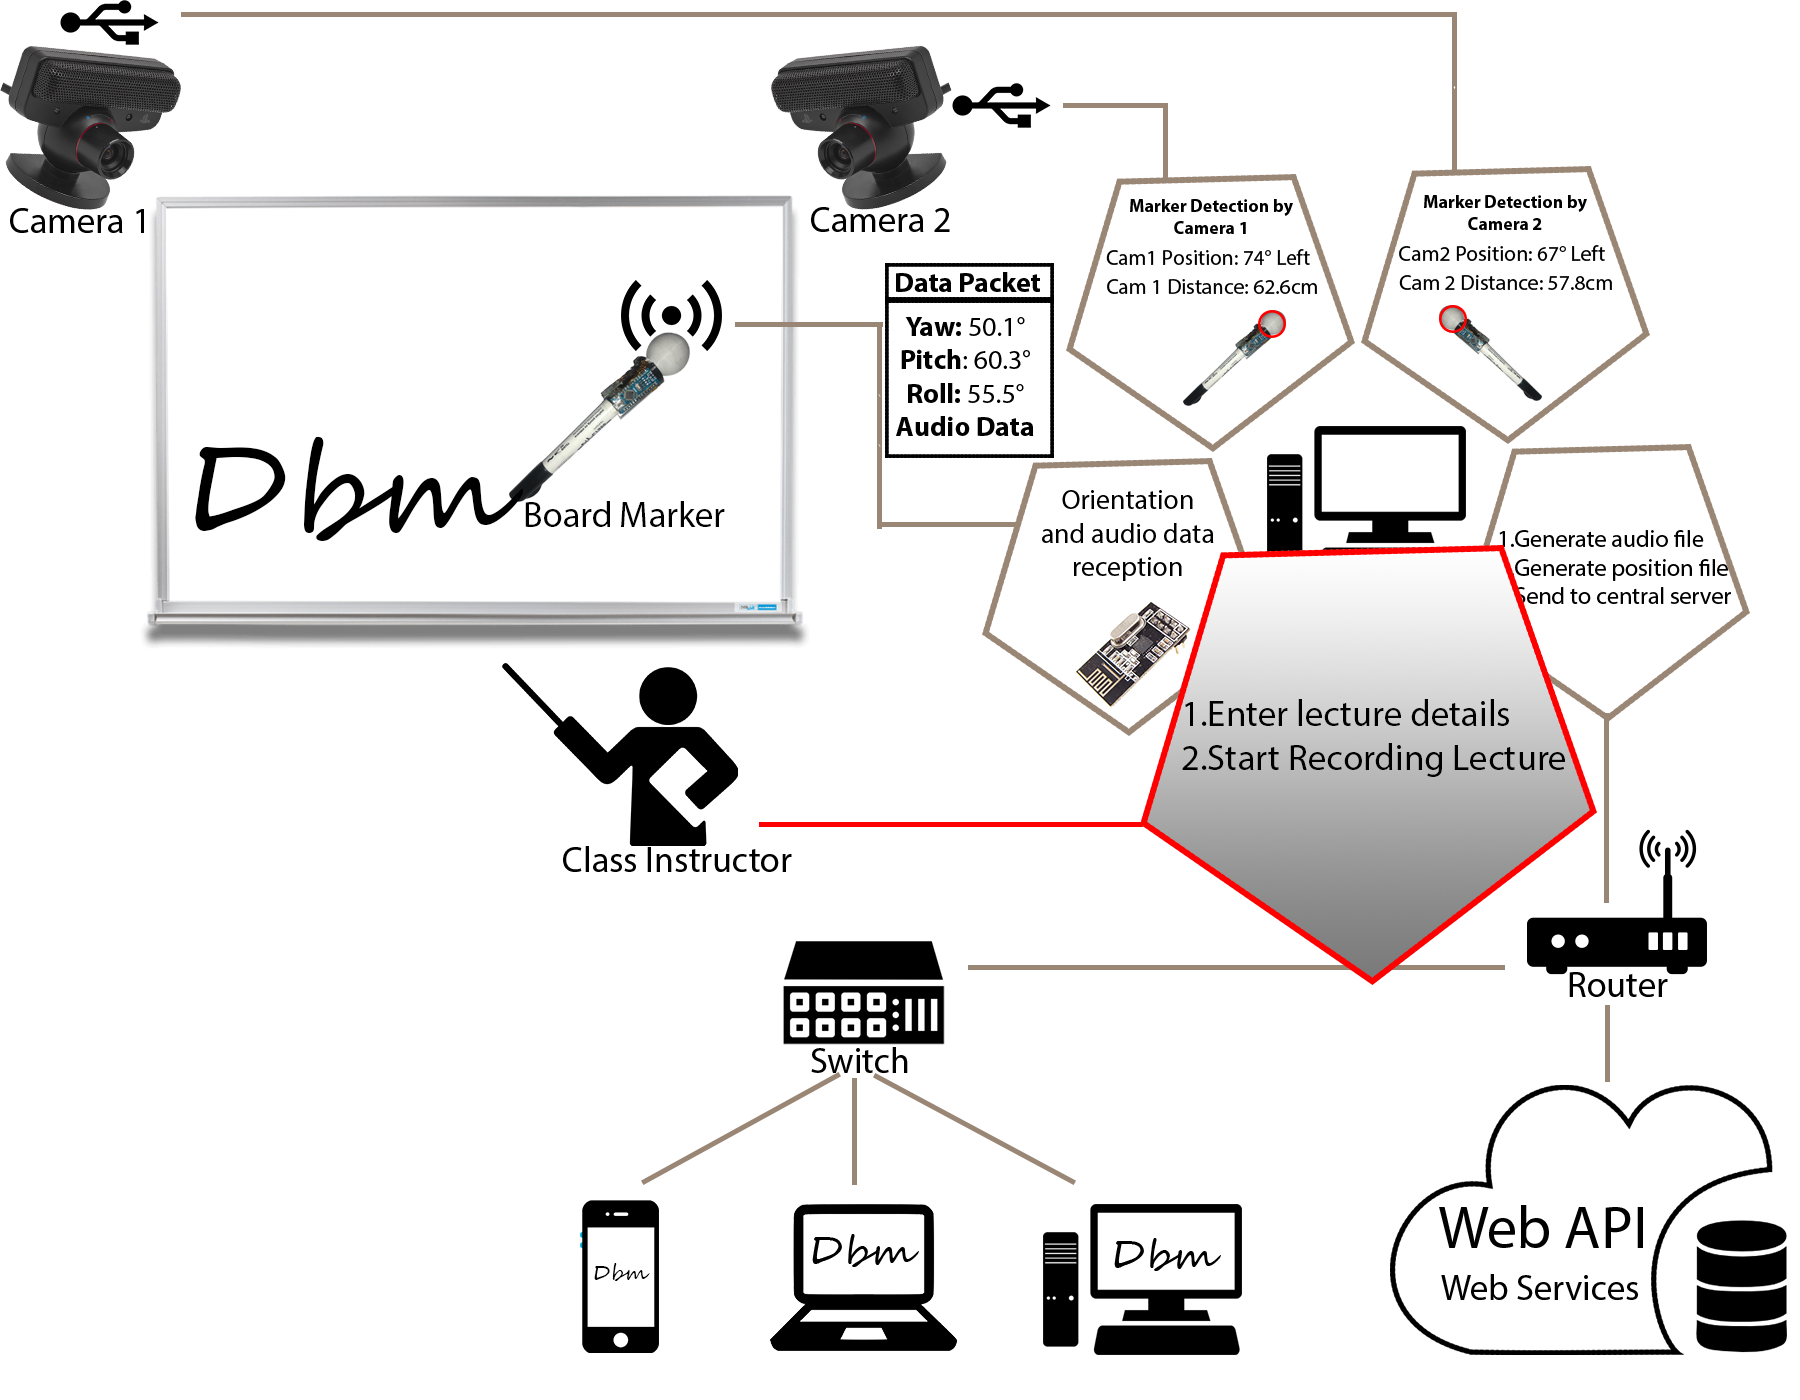 Camera 1
Camera 2
Marker Detection by
Camera 1
Cam1 Position: 74° Left
Cam 1 Distance: 62.6cm
Marker Detection by
Camera 2
Cam2 Position: 67° Left
Cam 2 Distance: 57.8cm
Data Packet
Yaw: 50.1°
Pitch: 60.3°
Roll: 55.5°
Audio Data
Dbm
Board Marker
Orientation
and audio data
reception
1.Generate audio file
Generate position file
Send to central server
1.Enter lecture details
2.Start Recording Lecture
Class Instructor
Router
Switch
Dbm
Dbm
Dbm
Web API
Web Services